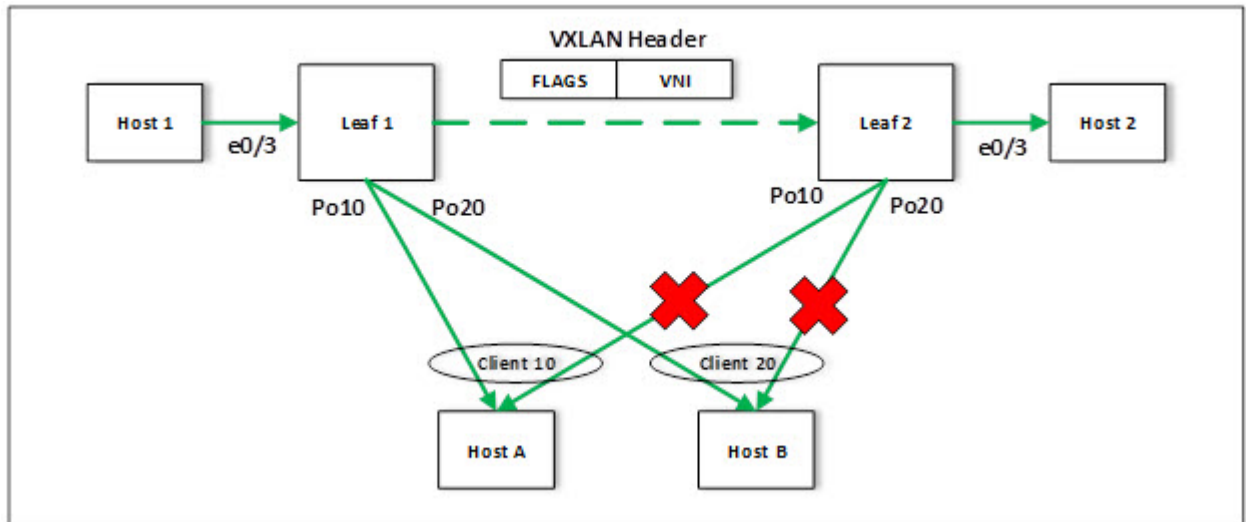 VXLAN Header
FLAGS VNI
Host 1 Leaf 1 Leaf 2 Host 2
e0/3 e0/3
Po10 Po20 Po10 Po20
Client 10 Client 20
Host A Host B